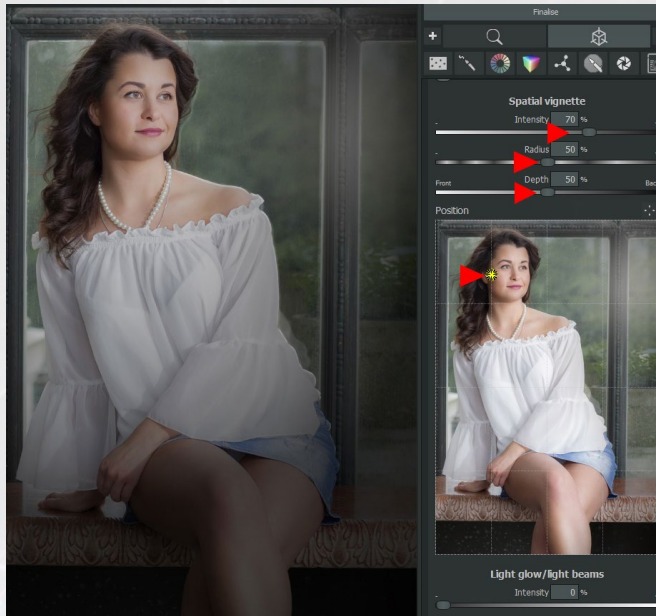 Finalise
Spatial vignette
Intensity 70 %
Radius 50 %
Front Depth 50 %
Position
Light glow/light beams
Intensity 0 %